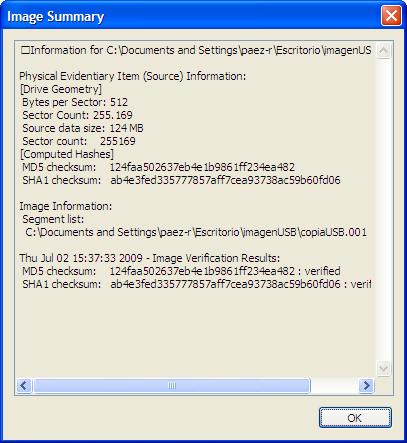 Image Summary
Information for C:\Documents and Settings\paez-r\Escritorio\imagenUS
Physical Evidentiary Item (Source) Information:
[Drive Geometry]
Bytes per Sector: 512
Sector Count: 255.169
Source data size: 124 MB
Sector count: 255169
[Computed Hashes]
MD5 checksum: 124faa502637eb4e1b9861ff234ea482
SHA1 checksum: ab4e3fed335777857aff7cea93738ac59b60fd06
Image Information:
Segment list:
C:\Documents and Settings\paez-r\Escritorio\imagenUSB\copiaUSB.001
Thu Jul 02 15:37:33 2009 - Image Verification Results:
MD5 checksum: 124faa502637eb4e1b9861ff234ea482 : verified
SHA1 checksum: ab4e3fed335777857aff7cea93738ac59b60fd06 : verif
OK